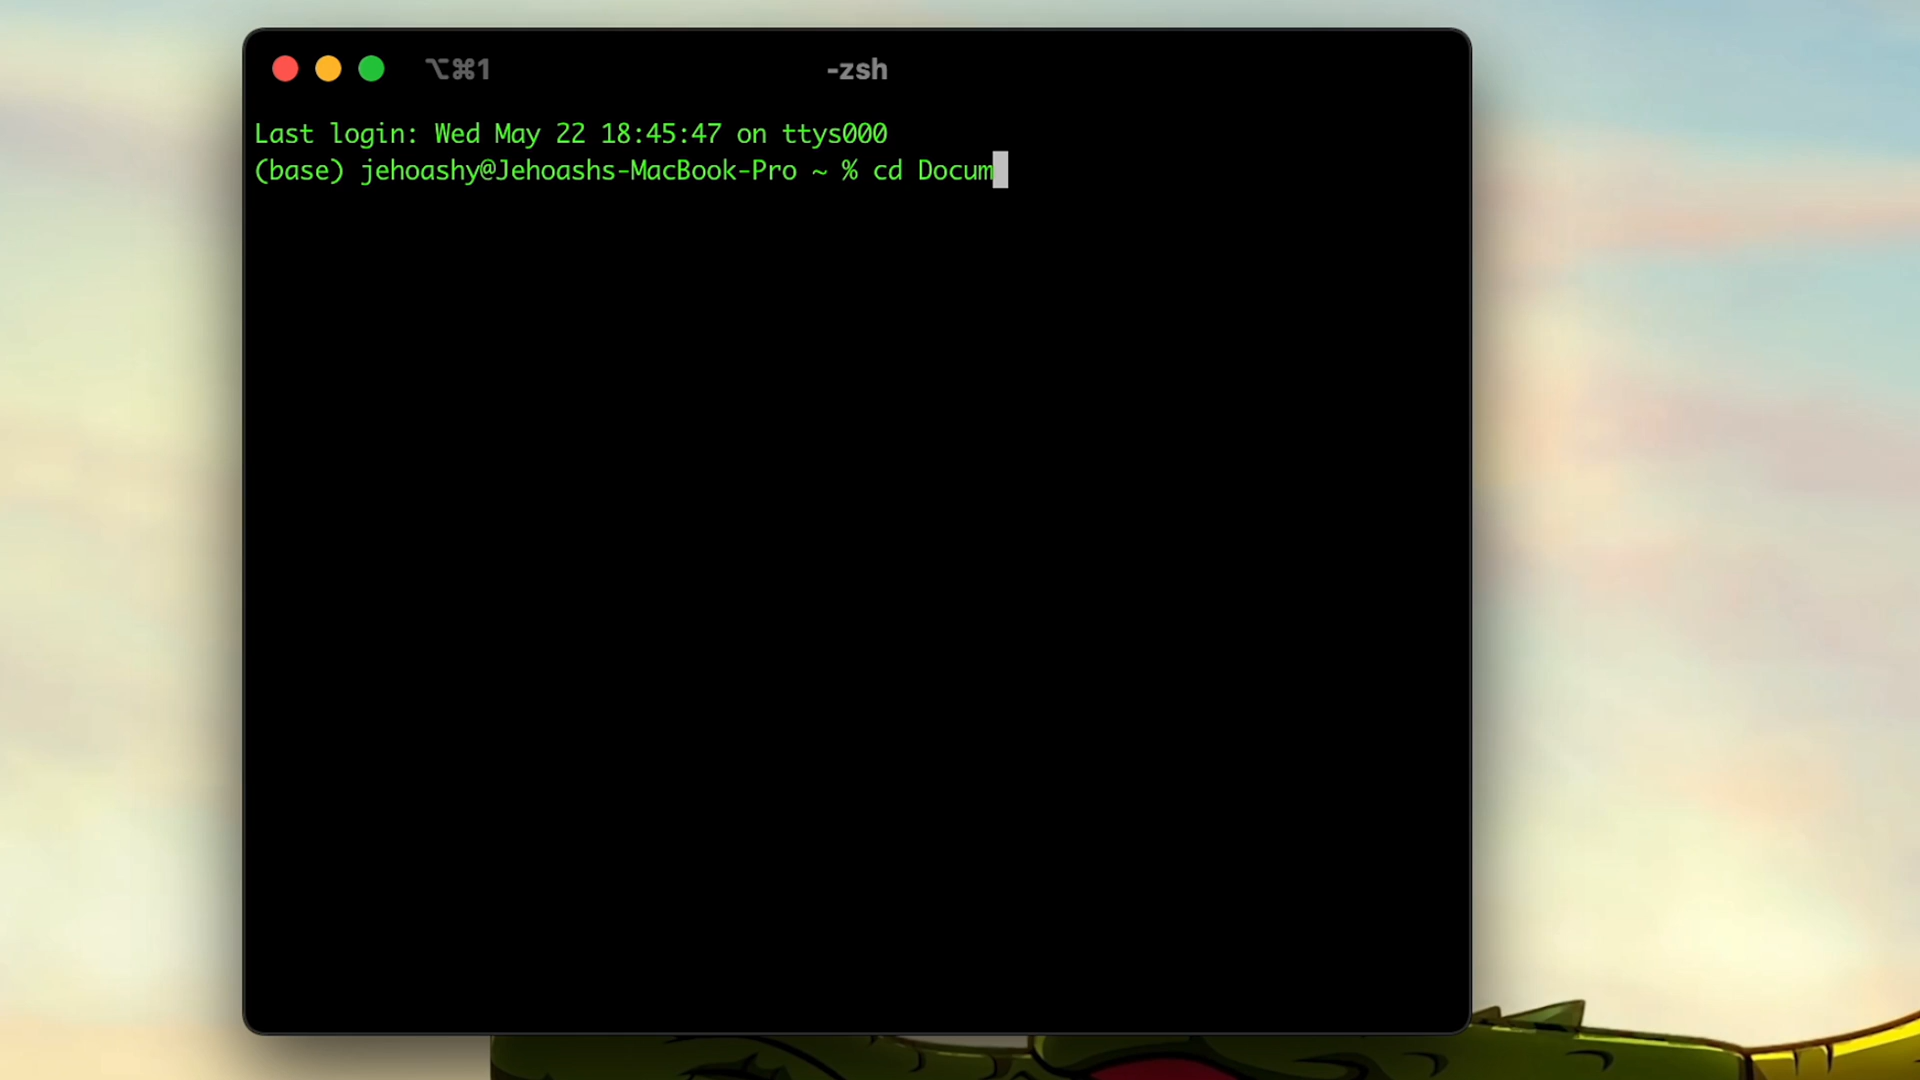 ⌥⌘1
-zsh
Last login: Wed May 22 18:45:47 on ttys000
(base) jehoashy@Jehoashs-MacBook-Pro ~ % cd Docum